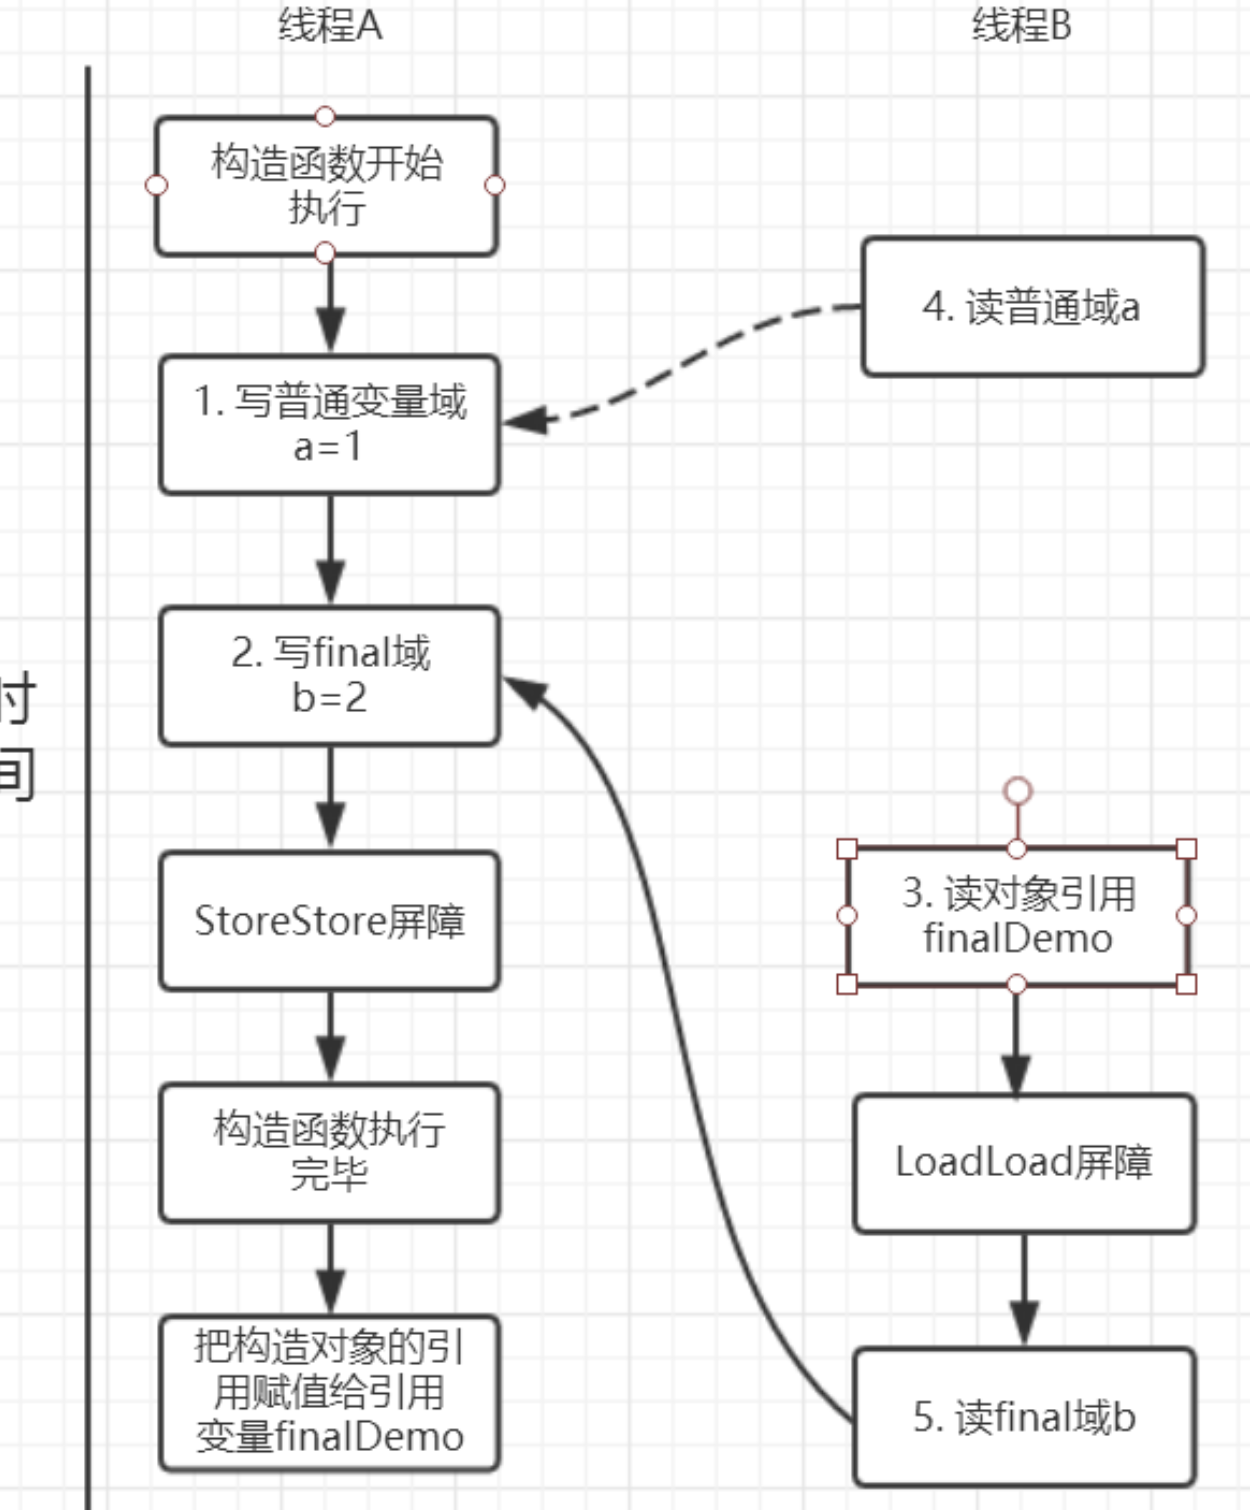 线程A
线程B
构造函数开始
执行
4. 读普通域a
1. 写普通变量域
a=1
2. 写final域
b=2
时
间
StoreStore屏障
3. 读对象引用
finalDemo
构造函数执行
完毕
LoadLoad屏障
把构造对象的引
用赋值给引用
变量finalDemo
5. 读final域b